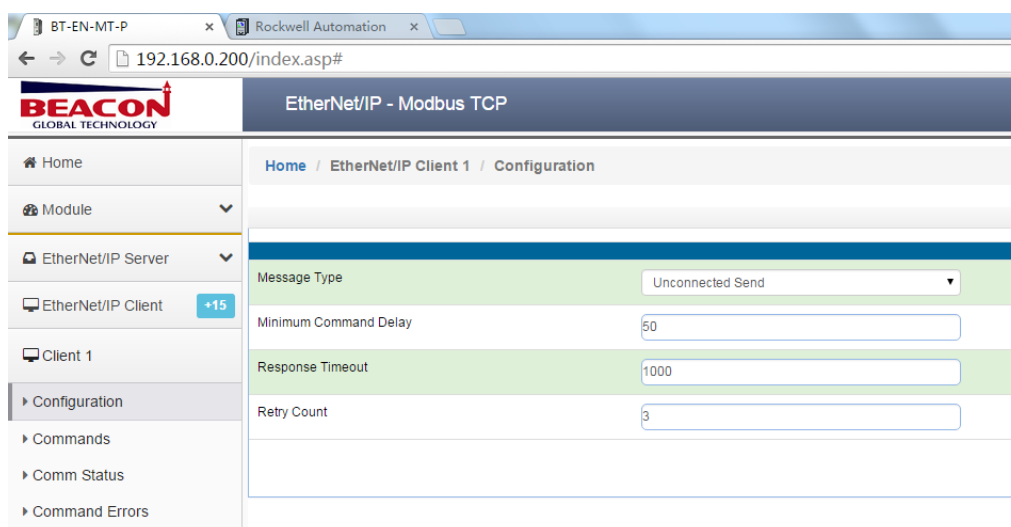 BT-EN-MT-P × Rockwell Automation ×
192.168.0.200/index.asp#
BEACON
GLOBAL TECHNOLOGY
EtherNet/IP - Modbus TCP
Home
Home / EtherNet/IP Client 1 / Configuration
Module
EtherNet/IP Server
EtherNet/IP Client +15
Client 1
Configuration
Commands
Comm Status
Command Errors
Message Type Unconnected Send
Minimum Command Delay 50
Response Timeout 1000
Retry Count 3